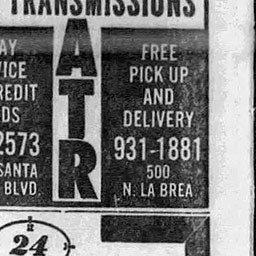 TRANSMISSIONS
AY
VICE
REDIT
DS
2573
SANTA
BLVD.
ATR
FREE
PICK UP
AND
DELIVERY
931-1881
500
N. LA BREA
24